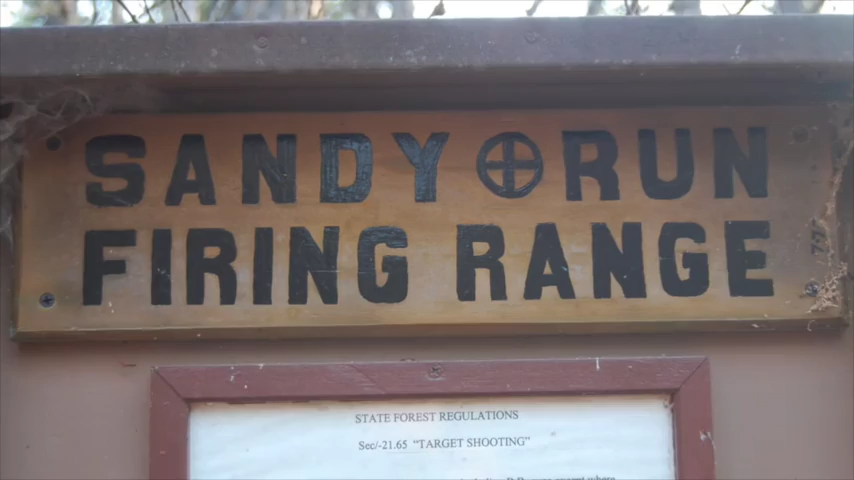 SANDY RUN
FIRING RANGE
STATE FOREST REGULATIONS
Sec/-21.65 "TARGET SHOOTING"